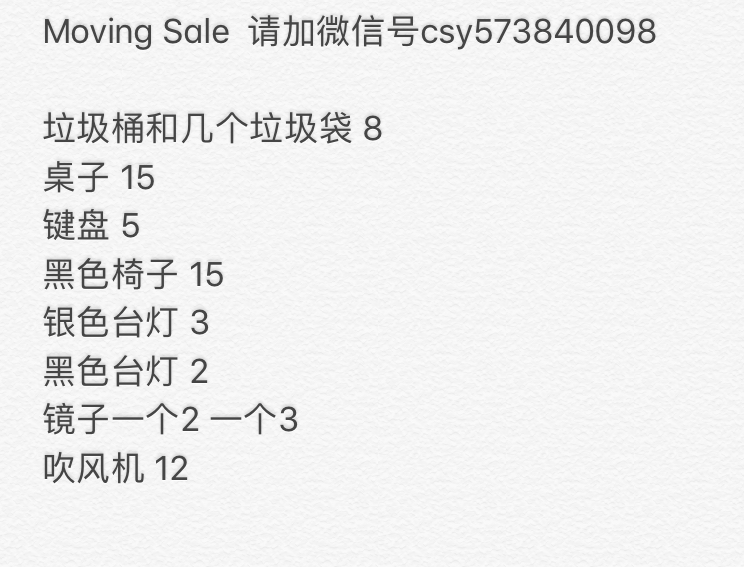 Moving Sale 请加微信号csy573840098
垃圾桶和几个垃圾袋 8
桌子 15
键盘 5
黑色椅子 15
银色台灯 3
黑色台灯 2
镜子一个2 一个3
吹风机 12